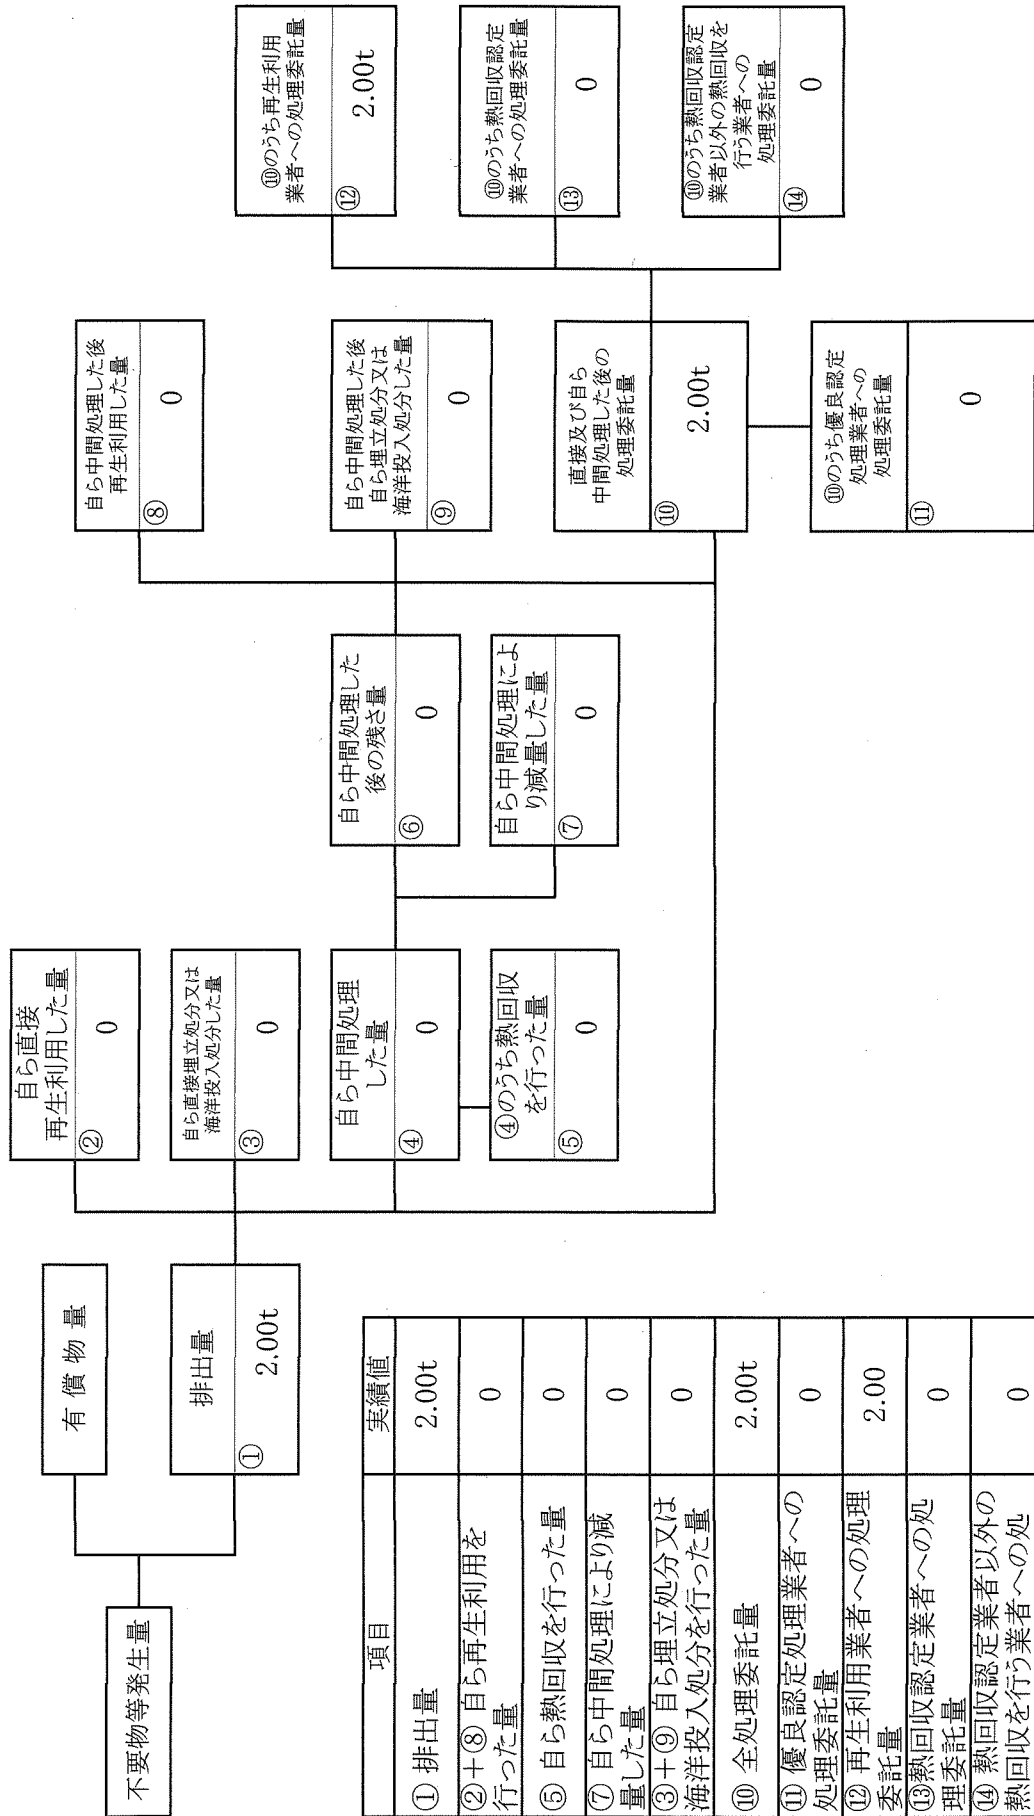 不要物等発生量
有 償 物 量
排出量
①
2.00t
自ら直接
再生利用した量
②
0
自ら直接埋立処分又は
海洋投入処分した量
③
0
自ら中間処理
した量
④
0
④のうち熱回収
を行った量
⑤
0
自ら中間処理した
後の残さ量
⑥
0
自ら中間処理によ
り減量した量
⑦
0
自ら中間処理した後
再生利用した量
⑧
0
自ら中間処理した後
自ら埋立処分又は
海洋投入処分した量
⑨
0
直接及び自ら
中間処理した後の
処理委託量
⑩
2.00t
⑩のうち優良認定
処理業者への
処理委託量
⑪
0
⑩のうち再生利用
業者への処理委託量
⑫
2.00t
⑩のうち熱回収認定
業者への処理委託量
⑬
0
⑩のうち熱回収認定
業者以外の熱回収を
行う業者への
処理委託量
⑭
0
項目 実績値
① 排出量 2.00t
②＋⑧ 自ら再生利用を
行った量 0
⑤ 自ら熱回収を行った量 0
⑦ 自ら中間処理により減
量した量 0
③＋⑨ 自ら埋立処分又は
海洋投入処分を行った量 0
⑩ 全処理委託量 2.00t
⑪ 優良認定処理業者への
処理委託量 0
⑫ 再生利用業者への処理
委託量 2.00
⑬熱回収認定業者への処
理委託量 0
⑭ 熱回収認定業者以外の
熱回収を行う業者への処 0